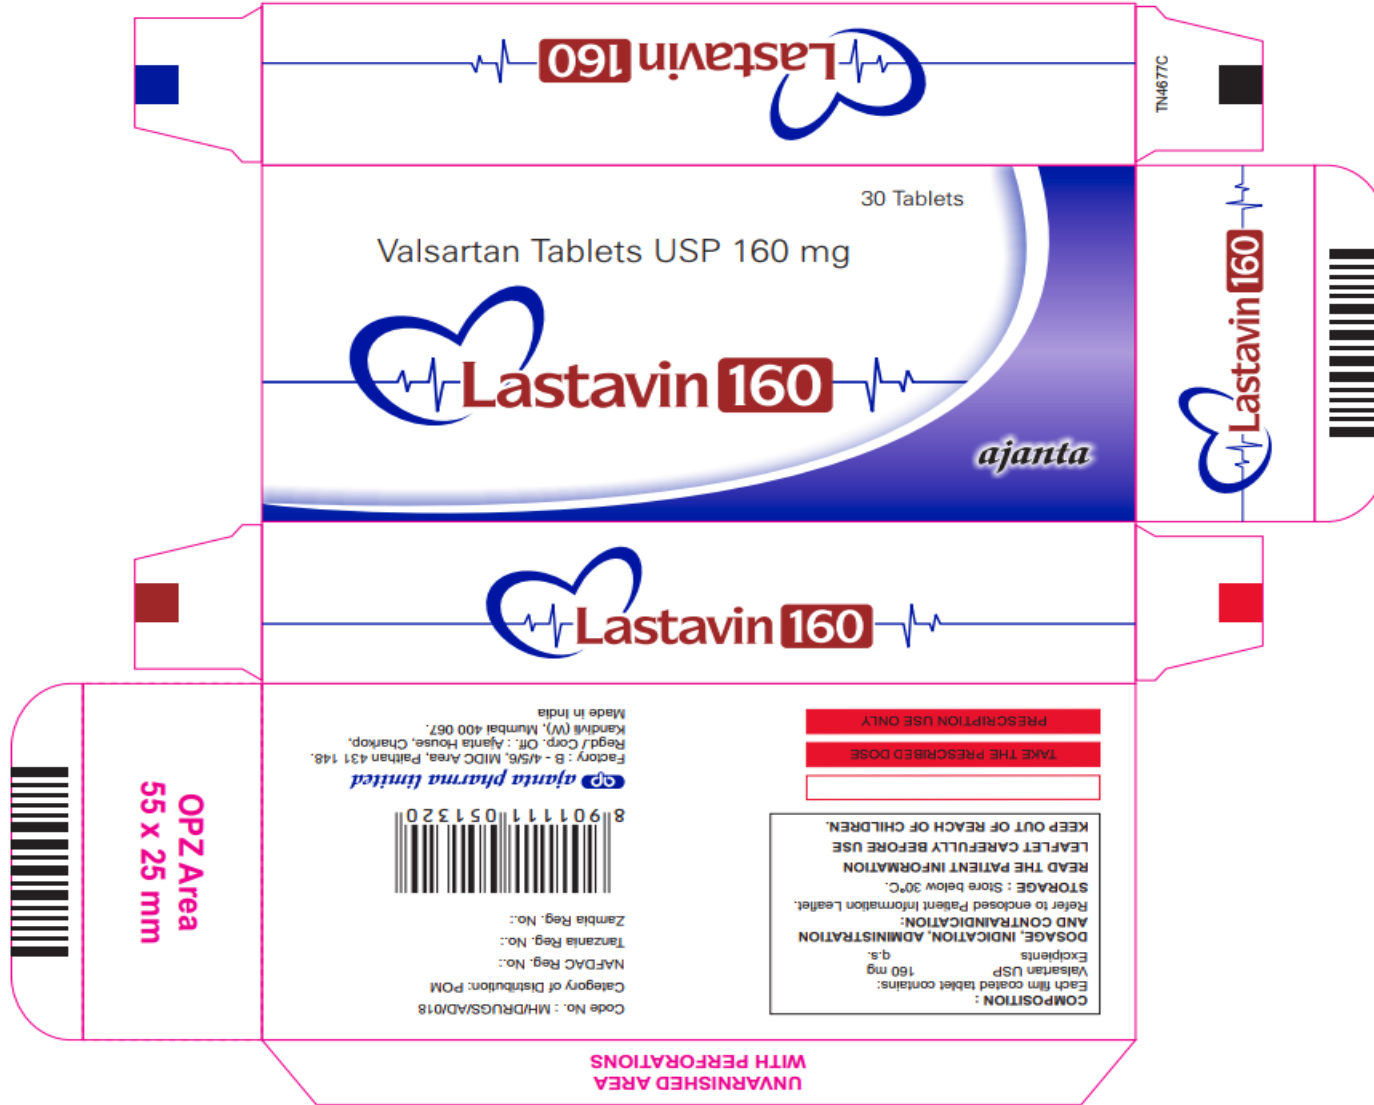 Lastavin 160
TN4677C
30 Tablets
Valsartan Tablets USP 160 mg
Lastavin 160
ajanta
Lastavin 160
Lastavin 160
OPZ Area
55 x 25 mm
COMPOSITION :
Each film coated tablet contains:
Valsartan USP 160 mg
Excipients q.s.
DOSAGE, INDICATION, ADMINISTRATION
AND CONTRAINDICATION:
Refer to enclosed Patient Information Leaflet.
STORAGE : Store below 30°C.
READ THE PATIENT INFORMATION
LEAFLET CAREFULLY BEFORE USE
KEEP OUT OF REACH OF CHILDREN.
TAKE THE PRESCRIBED DOSE
PRESCRIPTION USE ONLY
Code No. : MH/DRUGS/AD/018
Category of Distribution: POM
NAFDAC Reg. No.:
Tanzania Reg. No.:
Zambia Reg. No.:
8 901111 051320
ap ajanta pharma limited
Factory : B - 4/5/6, MIDC Area, Paithan 431 148.
Regd./ Corp. Off. : Ajanta House, Charkop,
Kandivli (W), Mumbai 400 067.
Made in India
UNVARNISHED AREA
WITH PERFORATIONS